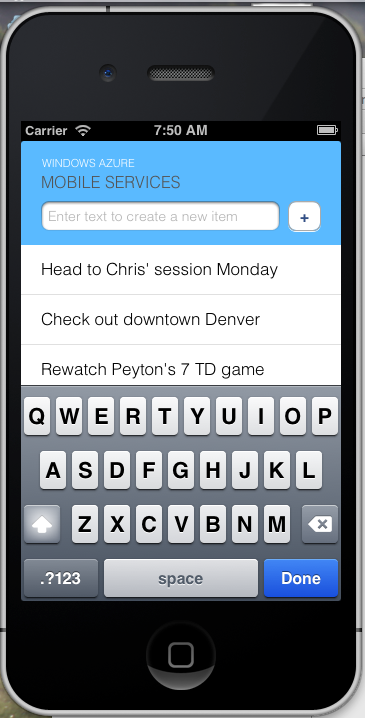 Carrier 7:50 AM
WINDOWS AZURE
MOBILE SERVICES
Enter text to create a new item +
Head to Chris' session Monday
Check out downtown Denver
Rewatch Peyton's 7 TD game
Q W E R T Y U I O P
A S D F G H J K L
Z X C V B N M
.?123 space Done